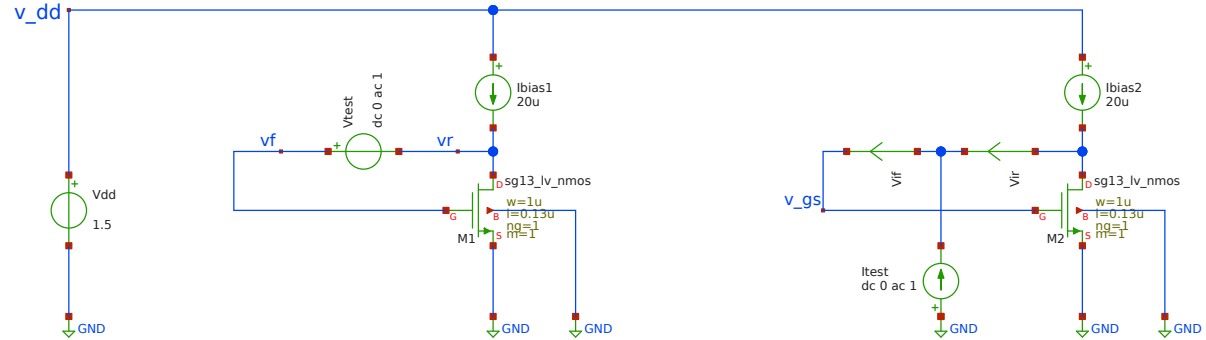 v_dd
Vdd
1.5
GND
vf
+
Vtest
dc 0 ac 1
vr
+
Ibias1
20u
sg13_lv_nmos
D
G
B
S
w=1u
l=0.13u
ng=1
m=1
M1
GND
GND
+
Ibias2
20u
Vif
Vir
v_gs
sg13_lv_nmos
D
G
B
S
w=1u
l=0.13u
ng=1
m=1
M2
Itest
dc 0 ac 1
+
GND
GND
GND
+